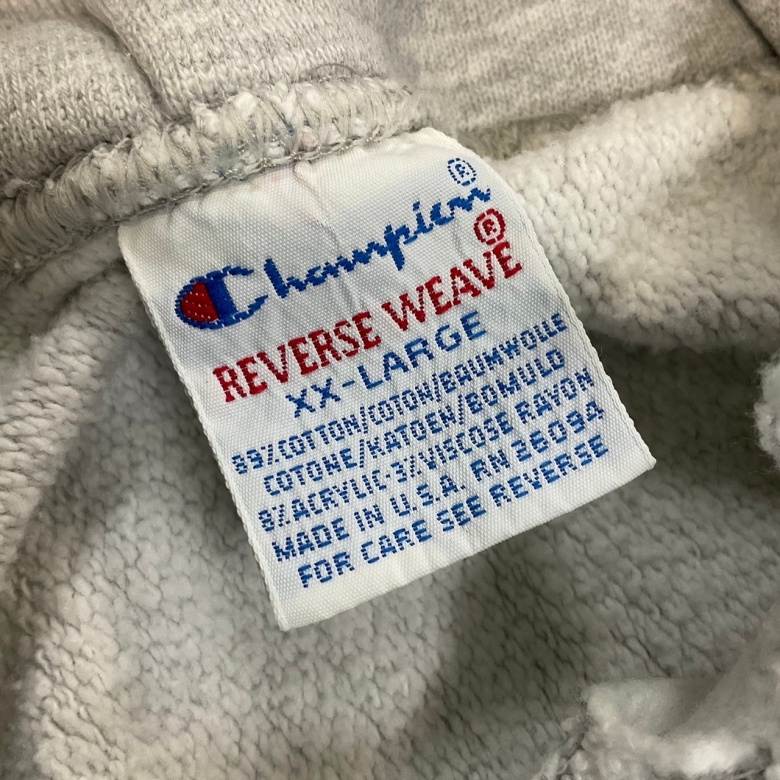 Champion®
REVERSE WEAVE®
XX-LARGE
89%COTTON/COTON/BAUMWOLLE
COTONE/KATOEN/BOMULD
8%ACRYLIC-3%VISCOSE RAYON
MADE IN U.S.A. RN 26094
FOR CARE SEE REVERSE